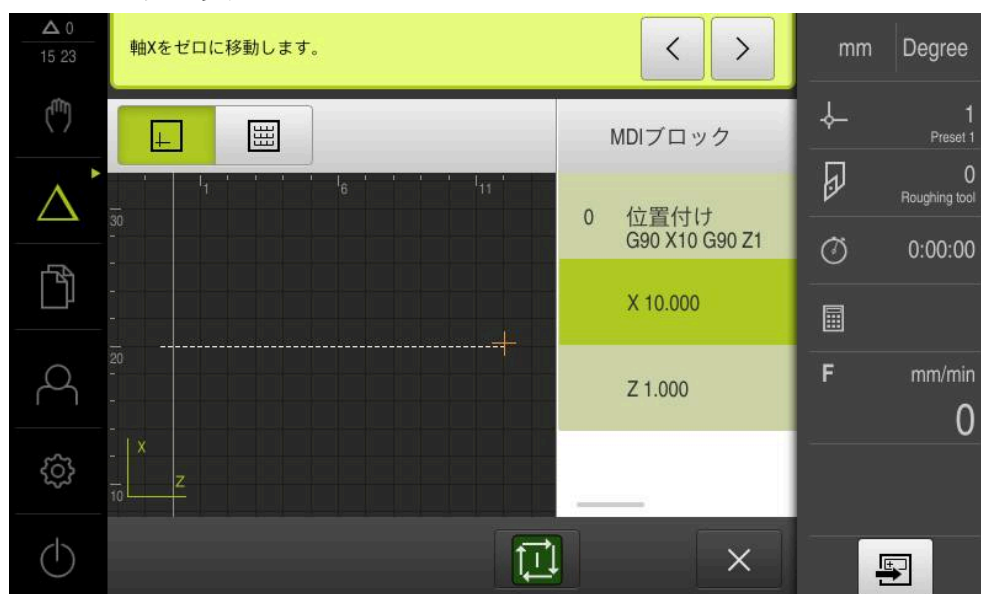 0
15 23
軸Xをゼロに移動します。
mm Degree
1
Preset 1
0
Roughing tool
0:00:00
F mm/min
0
MDIブロック
0 位置付け
G90 X10 G90 Z1
X 10.000
Z 1.000
1 6 11
30
20
10
X
Z